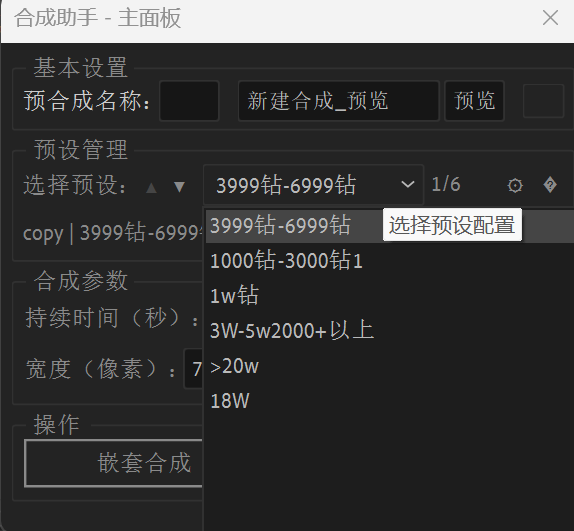 合成助手 - 主面板
基本设置
预合成名称： 新建合成_预览 预览
预设管理
选择预设： 3999钻-6999钻 1/6
copy | 3999钻-6999
3999钻-6999钻
选择预设配置
1000钻-3000钻1
1w钻
3W-5w2000+以上
>20w
18W
合成参数
持续时间（秒）：
宽度（像素）： 7
操作
嵌套合成